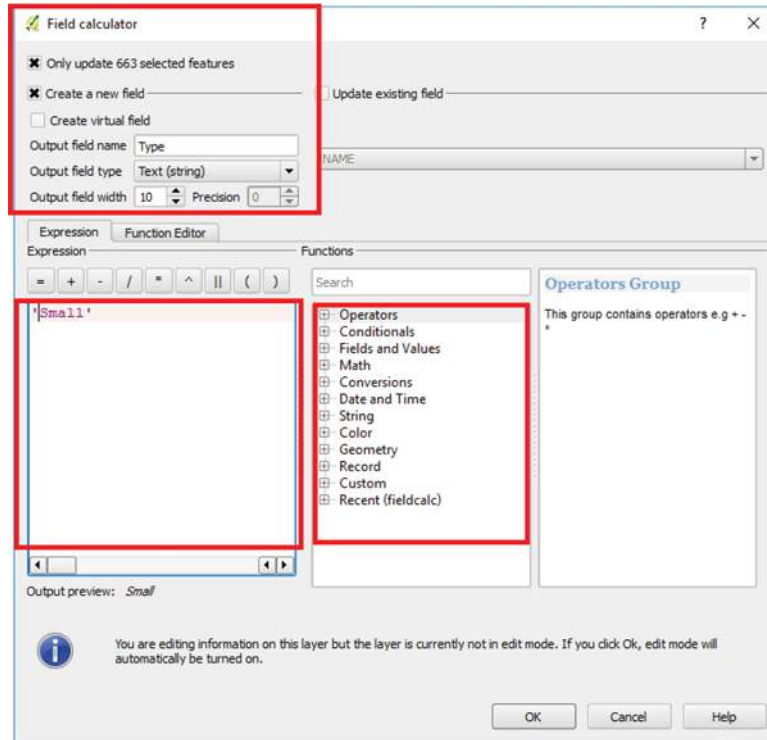 Field calculator ? X
Only update 663 selected features
Create a new field
Update existing field
Create virtual field
Output field name Type
NAME
Output field type Text (string)
Output field width 10 Precision 0
Expression Function Editor
Expression
Functions
= + - / * ^ || ( )
Search
'Small'
Operators
Conditionals
Fields and Values
Math
Conversions
Date and Time
String
Color
Geometry
Record
Custom
Recent (fieldcalc)
Operators Group
This group contains operators e.g + -
*
Output preview: Small
You are editing information on this layer but the layer is currently not in edit mode. If you click Ok, edit mode will
automatically be turned on.
OK Cancel Help